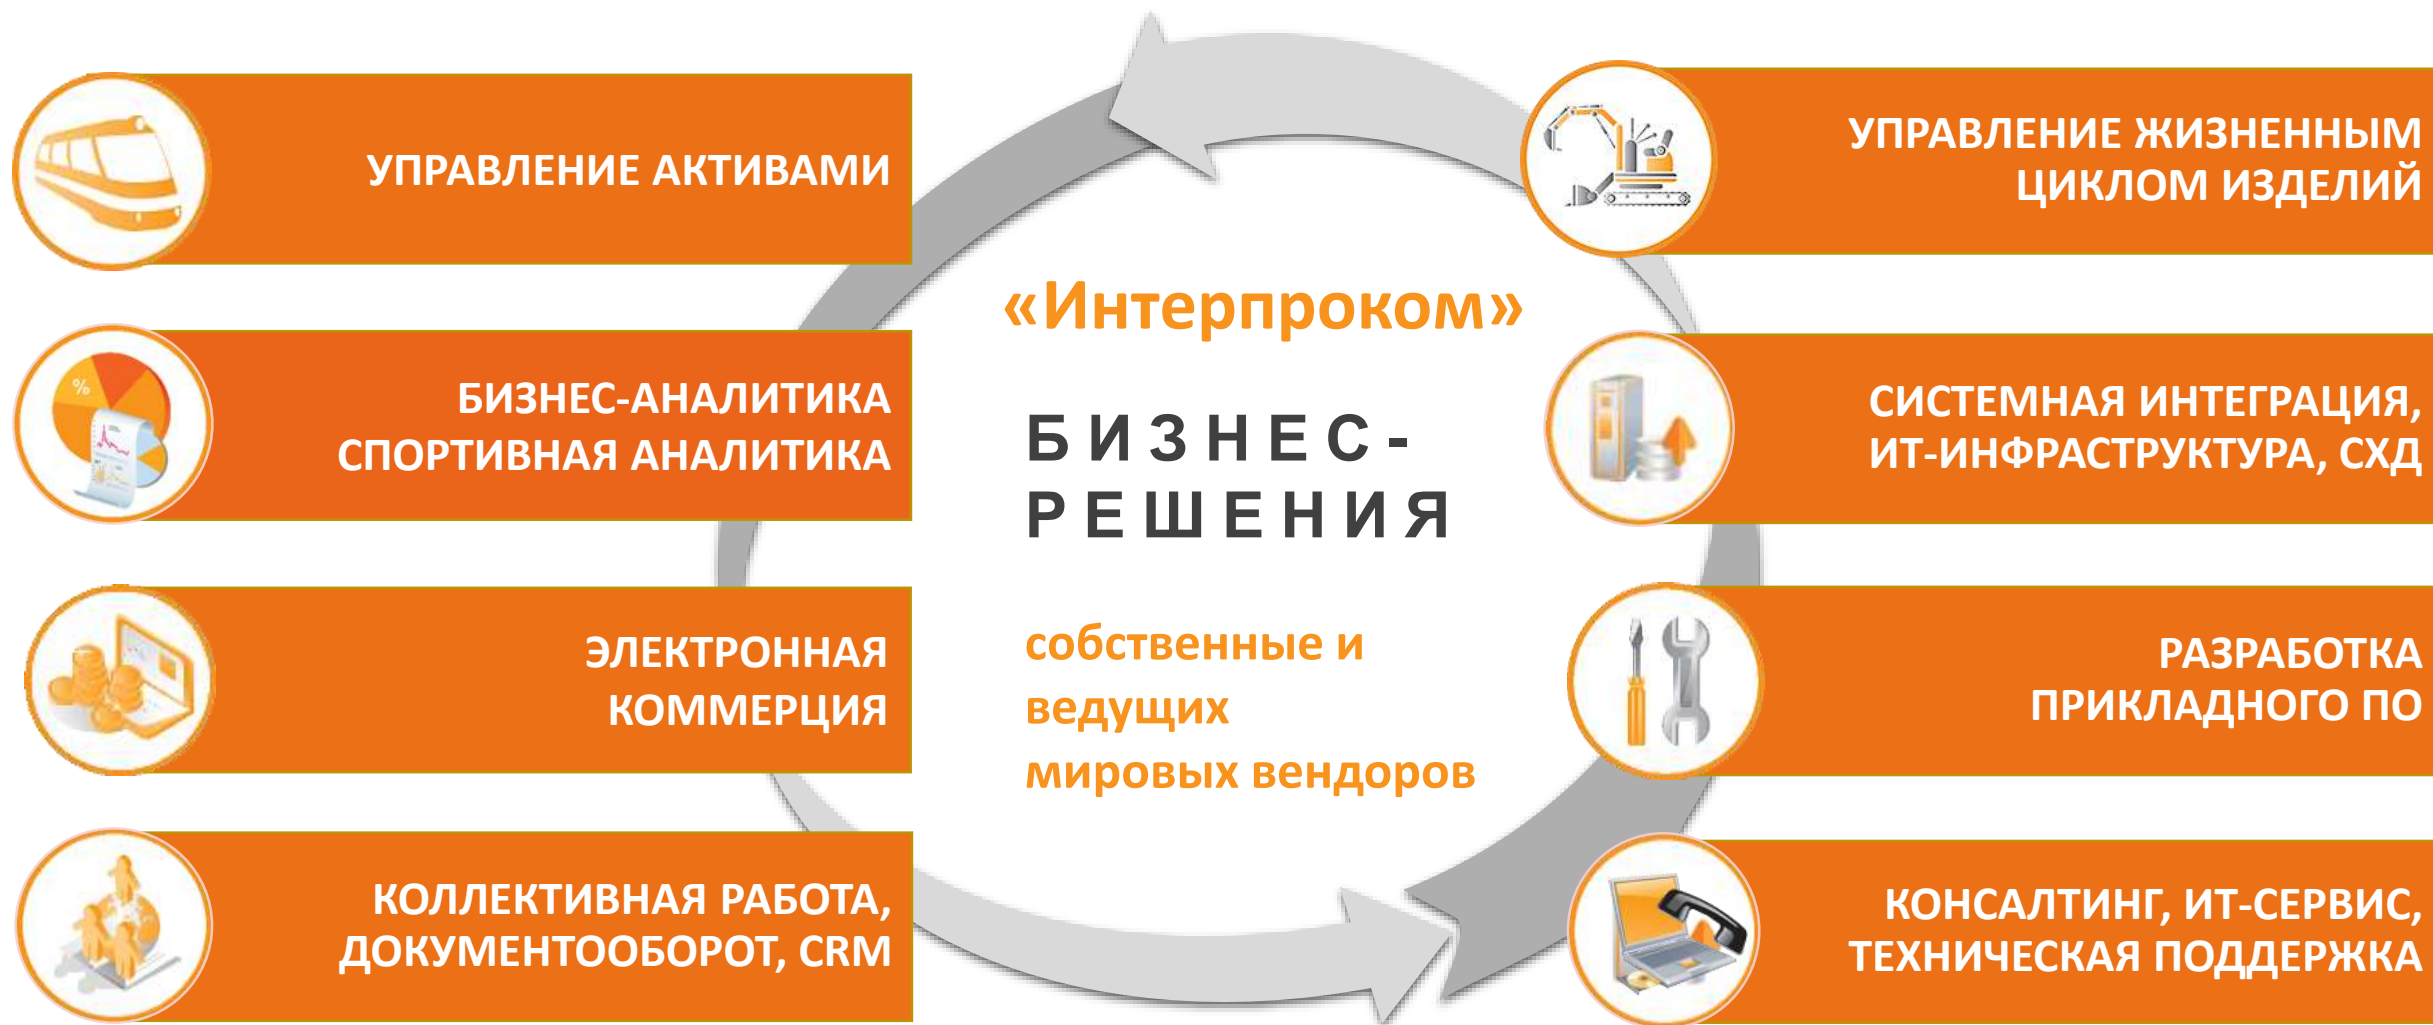 УПРАВЛЕНИЕ АКТИВАМИ
БИЗНЕС-АНАЛИТИКА
СПОРТИВНАЯ АНАЛИТИКА
%
ЭЛЕКТРОННАЯ
КОММЕРЦИЯ
КОЛЛЕКТИВНАЯ РАБОТА,
ДОКУМЕНТООБОРОТ, CRM
«Интерпроком»
БИЗНЕС-
РЕШЕНИЯ
собственные и
ведущих
мировых вендоров
УПРАВЛЕНИЕ ЖИЗНЕННЫМ
ЦИКЛОМ ИЗДЕЛИЙ
СИСТЕМНАЯ ИНТЕГРАЦИЯ,
ИТ-ИНФРАСТРУКТУРА, СХД
РАЗРАБОТКА
ПРИКЛАДНОГО ПО
КОНСАЛТИНГ, ИТ-СЕРВИС,
ТЕХНИЧЕСКАЯ ПОДДЕРЖКА